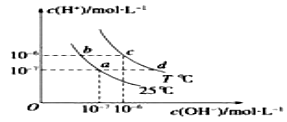 c(H⁺)/mol·L⁻¹
10⁻⁶ b c
10⁻⁷ a d
T ℃
25℃
O 10⁻⁷ 10⁻⁶ c(OH⁻)/mol·L⁻¹